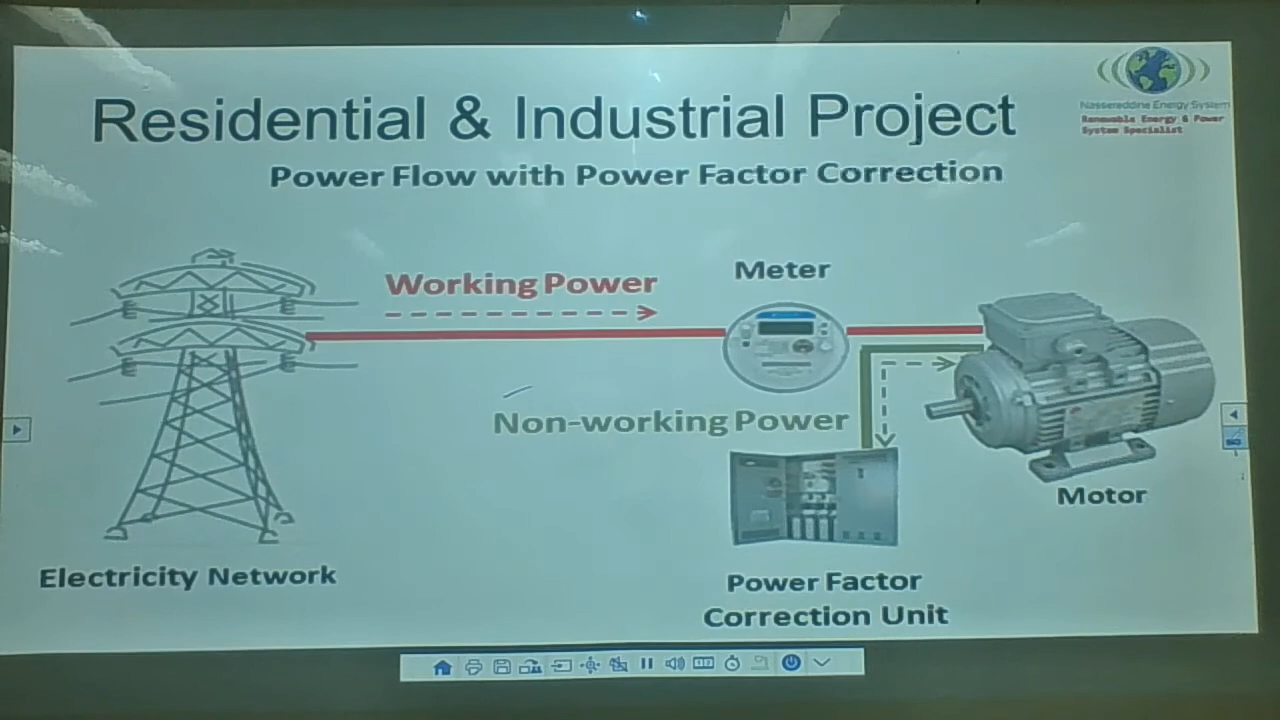 Residential & Industrial Project
Nassereddine Energy System
Renewable Energy & Power
System Specialist
Power Flow with Power Factor Correction
Working Power
Meter
Non-working Power
Motor
Electricity Network
Power Factor
Correction Unit